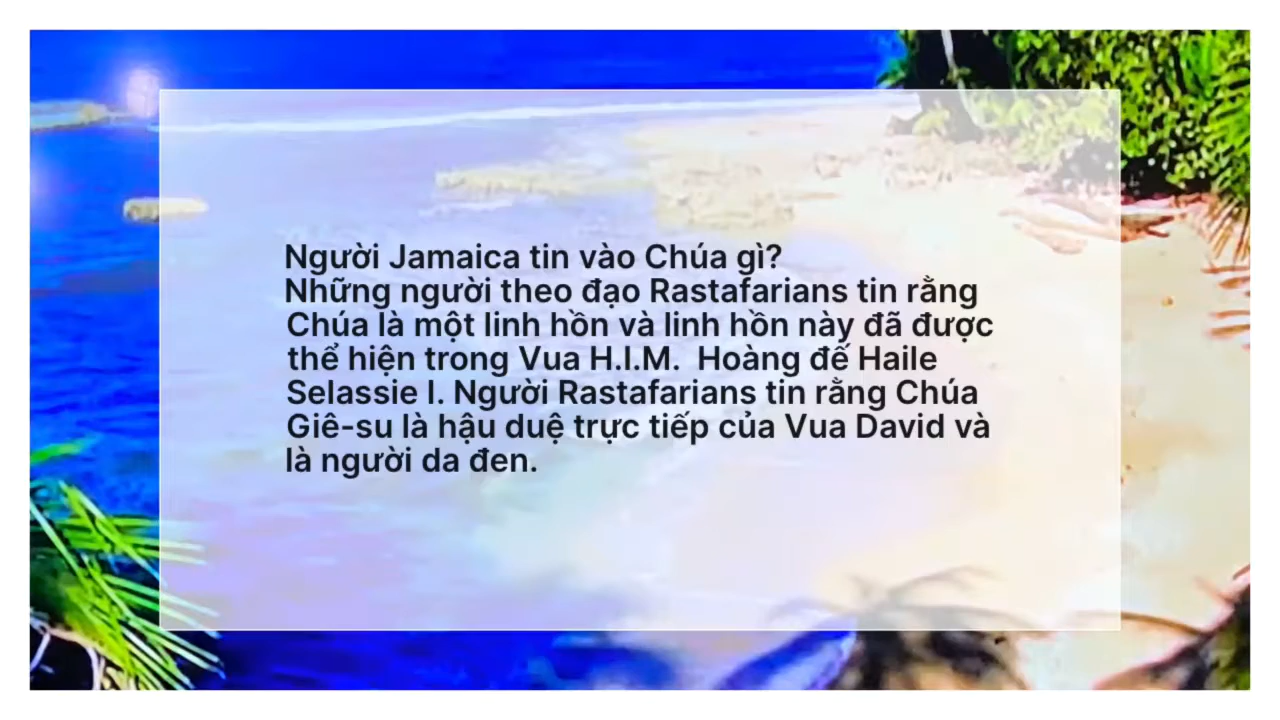 Người Jamaica tin vào Chúa gì?
Những người theo đạo Rastafarians tin rằng
Chúa là một linh hồn và linh hồn này đã được
thể hiện trong Vua H.I.M.  Hoàng đế Haile
Selassie I. Người Rastafarians tin rằng Chúa
Giê-su là hậu duệ trực tiếp của Vua David và
là người da đen.